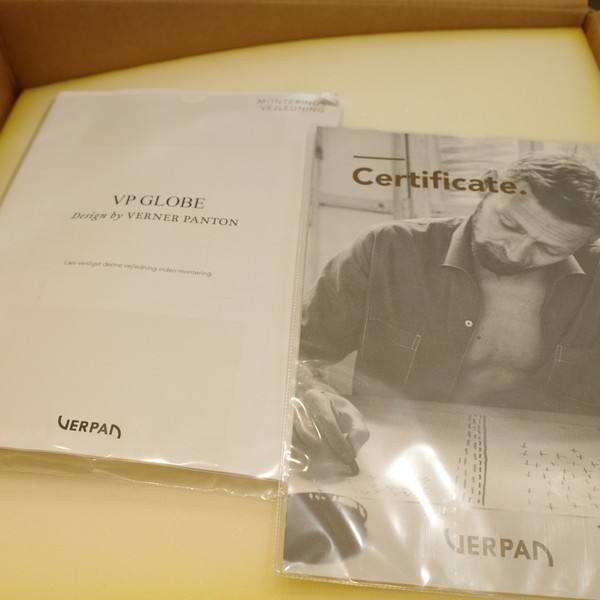 MONTERINGS
VEJLEDNING
VP GLOBE
Design by VERNER PANTON
Læs venligst denne vejledning inden montering.
VERPAN
Certificate.
VERPAN